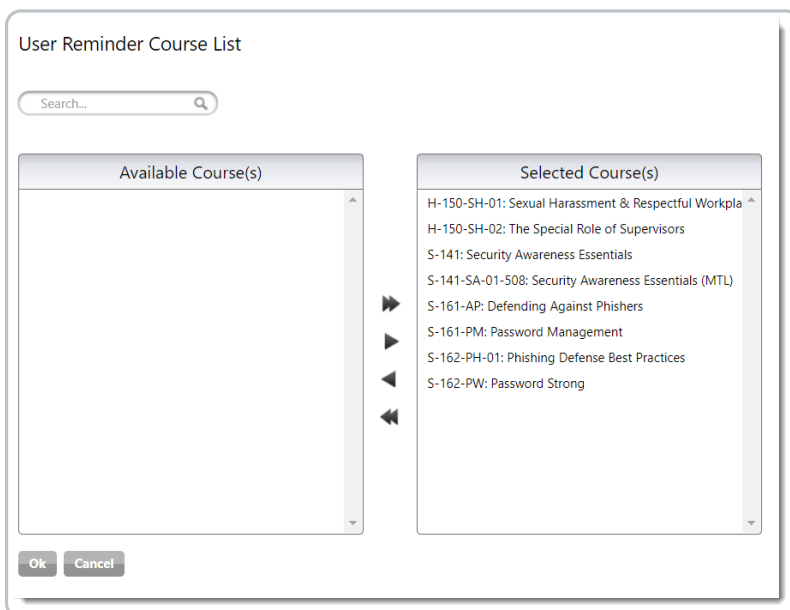 User Reminder Course List
Search...
Available Course(s)
Selected Course(s)
H-150-SH-01: Sexual Harassment & Respectful Workpla
H-150-SH-02: The Special Role of Supervisors
S-141: Security Awareness Essentials
S-141-SA-01-508: Security Awareness Essentials (MTL)
S-161-AP: Defending Against Phishers
S-161-PM: Password Management
S-162-PH-01: Phishing Defense Best Practices
S-162-PW: Password Strong
Ok
Cancel